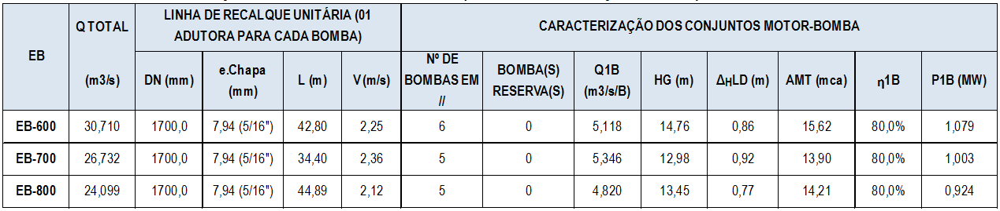 EB
Q TOTAL
(m3/s)
LINHA DE RECALQUE UNITÁRIA (01
ADUTORA PARA CADA BOMBA)
CARACTERIZAÇÃO DOS CONJUNTOS MOTOR-BOMBA
DN (mm)
e.Chapa
(mm)
L (m)
V (m/s)
Nº DE
BOMBAS EM
//
BOMBA(S)
RESERVA(S)
Q1B
(m3/s/B)
HG (m)
ΔHLD (m)
AMT (mca)
η1B
P1B (MW)
EB-600 30,710 1700,0 7,94 (5/16") 42,80 2,25 6 0 5,118 14,76 0,86 15,62 80,0% 1,079
EB-700 26,732 1700,0 7,94 (5/16") 34,40 2,36 5 0 5,346 12,98 0,92 13,90 80,0% 1,003
EB-800 24,099 1700,0 7,94 (5/16") 44,89 2,12 5 0 4,820 13,45 0,77 14,21 80,0% 0,924